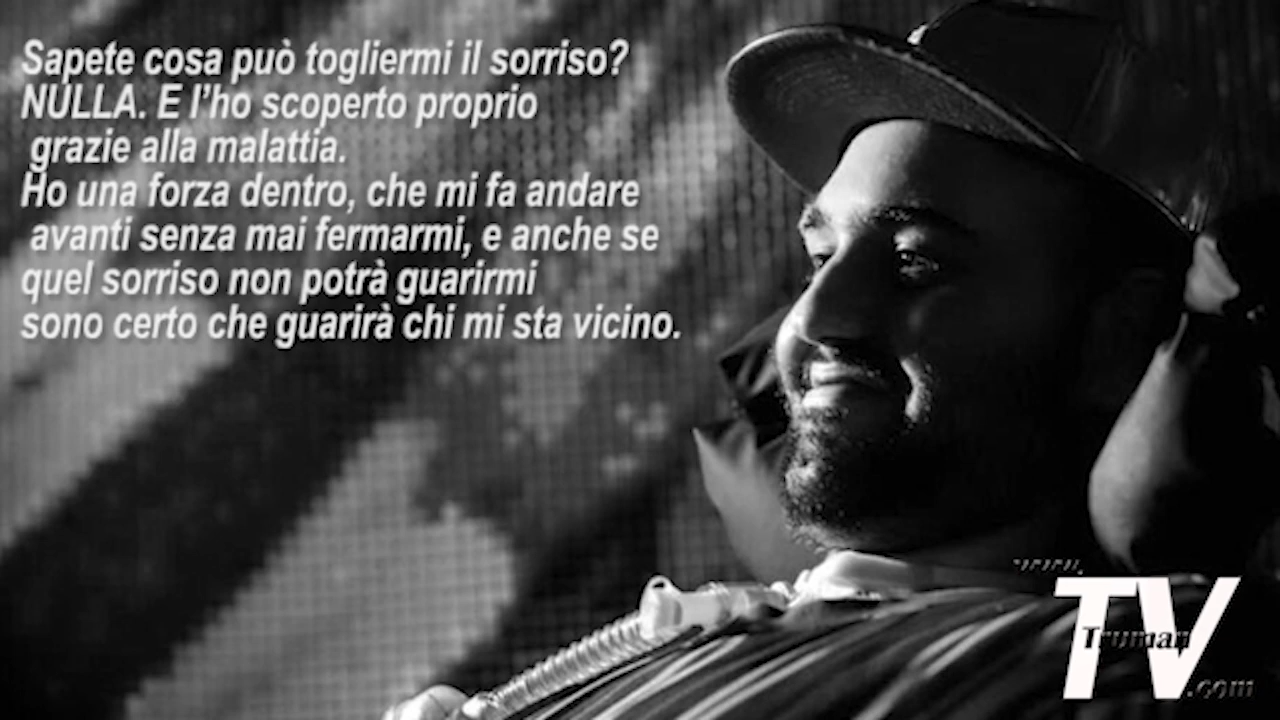 Sapete cosa può togliermi il sorriso?
NULLA. E l’ho scoperto proprio
grazie alla malattia.
Ho una forza dentro, che mi fa andare
avanti senza mai fermarmi, e anche se
quel sorriso non potrà guarirmi
sono certo che guarirà chi mi sta vicino.
www.
TV
Truman
.com